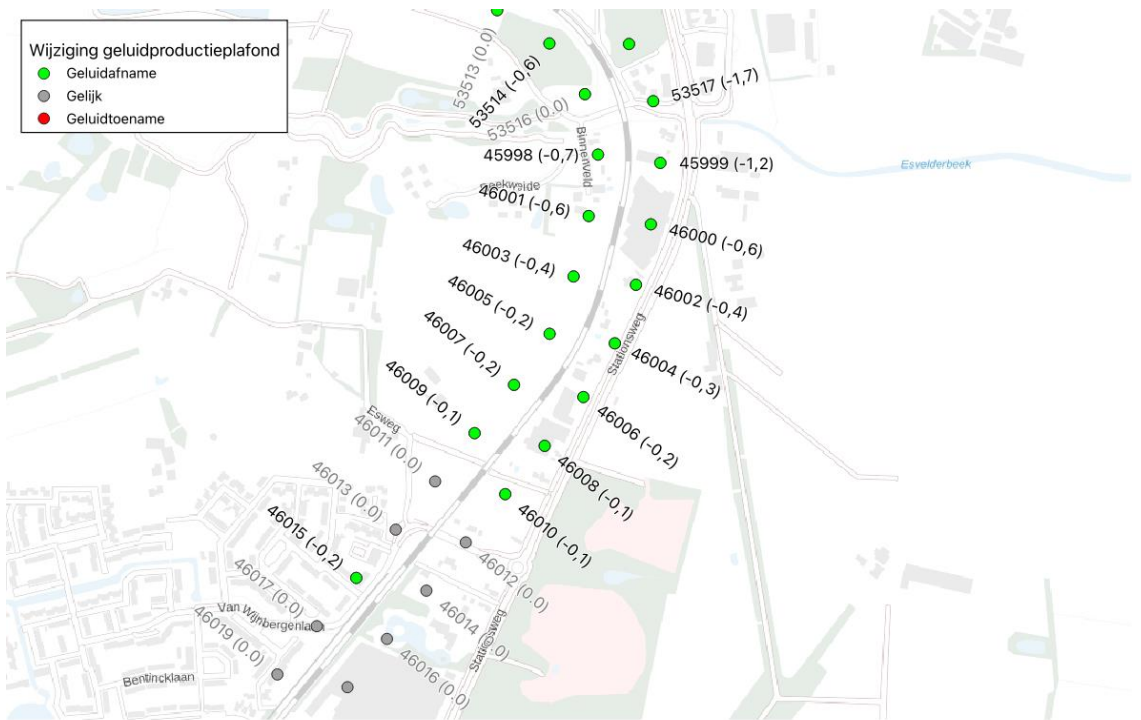 Wijziging geluidproductieplafond
Geluidafname
Gelijk
Geluidtoename
53513 (0.0)
53514 (-0,6)
53516 (0.0)
53517 (-1,7)
Binnenveld
45998 (-0,7)
45999 (-1,2)
Esvelderbeek
Beekweide
46001 (-0,6)
46000 (-0,6)
46003 (-0,4)
46002 (-0,4)
46005 (-0,2)
Stationsweg
46004 (-0,3)
46007 (-0,2)
46009 (-0,1)
46006 (-0,2)
Esweg
46011 (0.0)
46008 (-0,1)
46013 (0.0)
46010 (-0,1)
46015 (-0,2)
46012 (0.0)
46017 (0.0)
Van Wijnbergenlaan
46014 (0.0)
Stationsweg
46019 (0.0)
46016 (0.0)
Bentincklaan